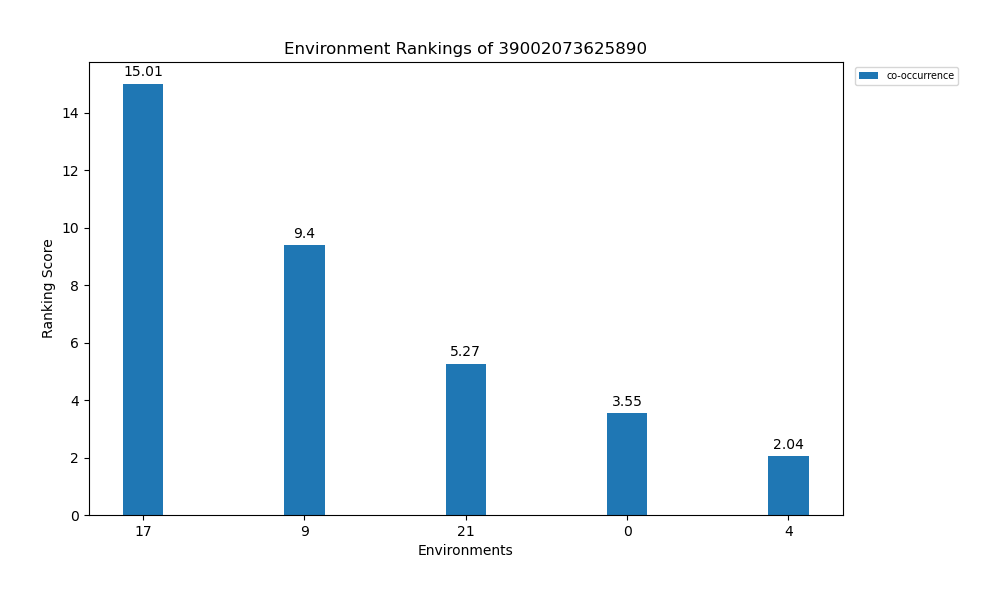 Environment Rankings of 39002073625890
co-occurrence
15.01
9.4
5.27
3.55
2.04
Ranking Score
14
12
10
8
6
4
2
0
17 9 21 0 4
Environments